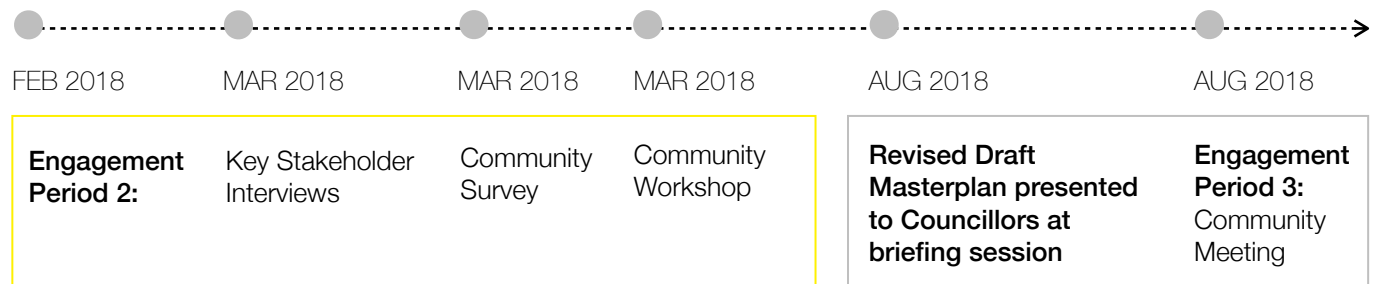 FEB 2018
MAR 2018
MAR 2018
MAR 2018
AUG 2018
AUG 2018
Engagement
Period 2:
Key Stakeholder
Interviews
Community
Survey
Community
Workshop
Revised Draft
Masterplan presented
to Councillors at
briefing session
Engagement
Period 3:
Community
Meeting